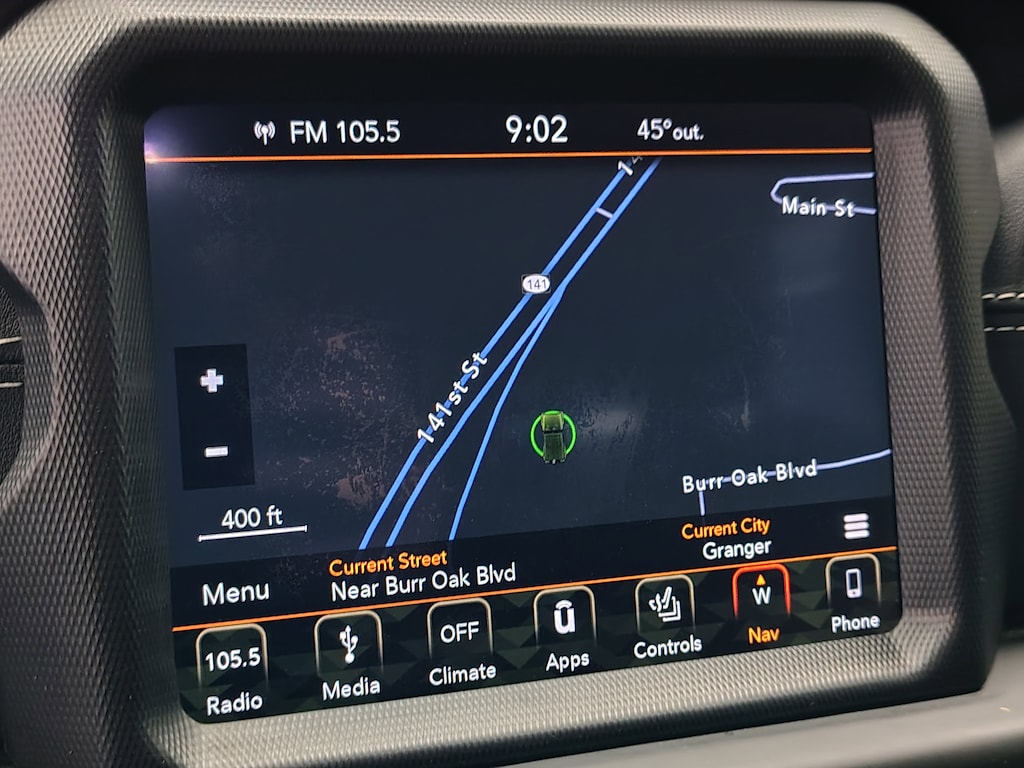 FM 105.5
9:02
45° out.
14
Main St
141
141st St
+
-
400 ft
Burr Oak Blvd
Current City
Granger
Current Street
Near Burr Oak Blvd
Menu
105.5
OFF
W
Radio
Media
Climate
Apps
Controls
Nav
Phone